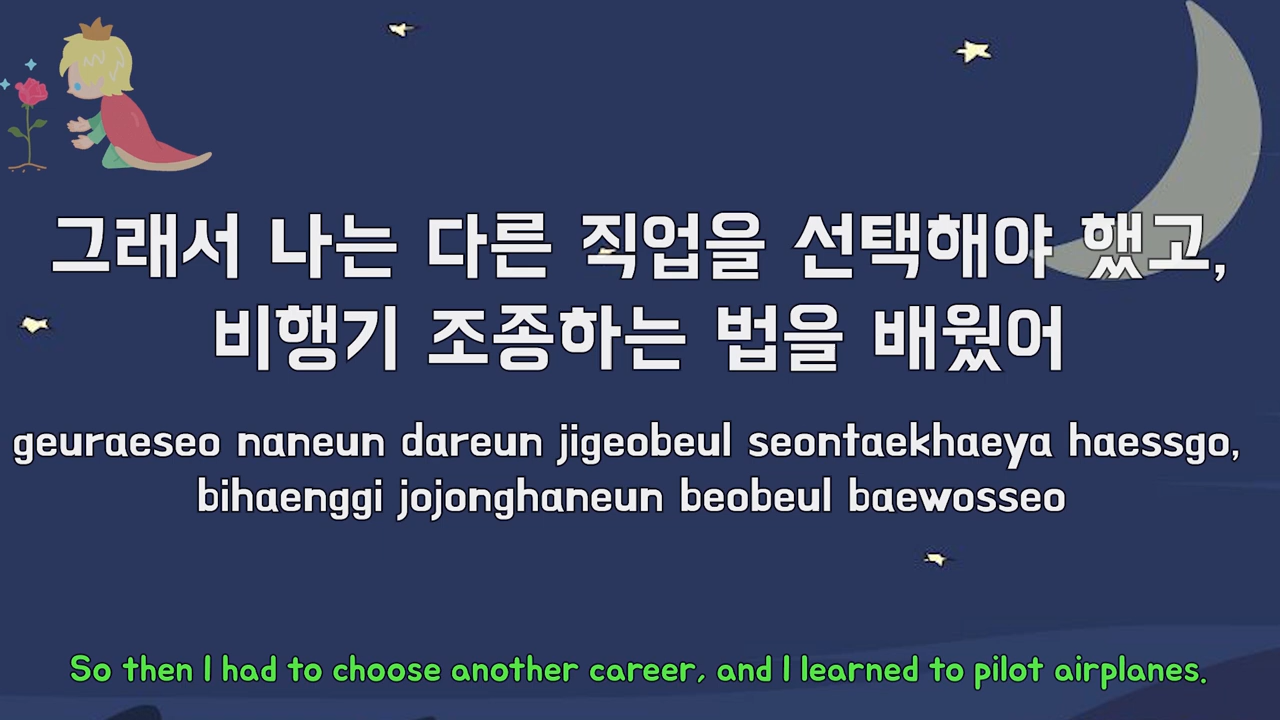 그래서 나는 다른 직업을 선택해야 했고,
비행기 조종하는 법을 배웠어
geuraeseo naneun dareun jigeobeul seontaekhaeya haessgo,
bihaenggi jojonghaneun beobeul baewosseo
So then I had to choose another career, and I learned to pilot airplanes.